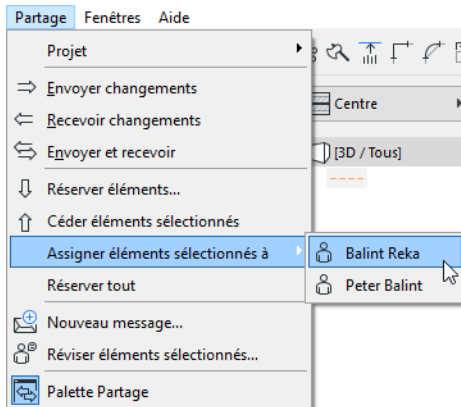 Partage Fenêtres Aide
Projet
Envoyer changements
Centre
Recevoir changements
Envoyer et recevoir
[3D / Tous]
Réserver éléments...
Céder éléments sélectionnés
Assigner éléments sélectionnés à
Balint Reka
Réserver tout
Peter Balint
Nouveau message...
Réviser éléments sélectionnés...
Palette Partage